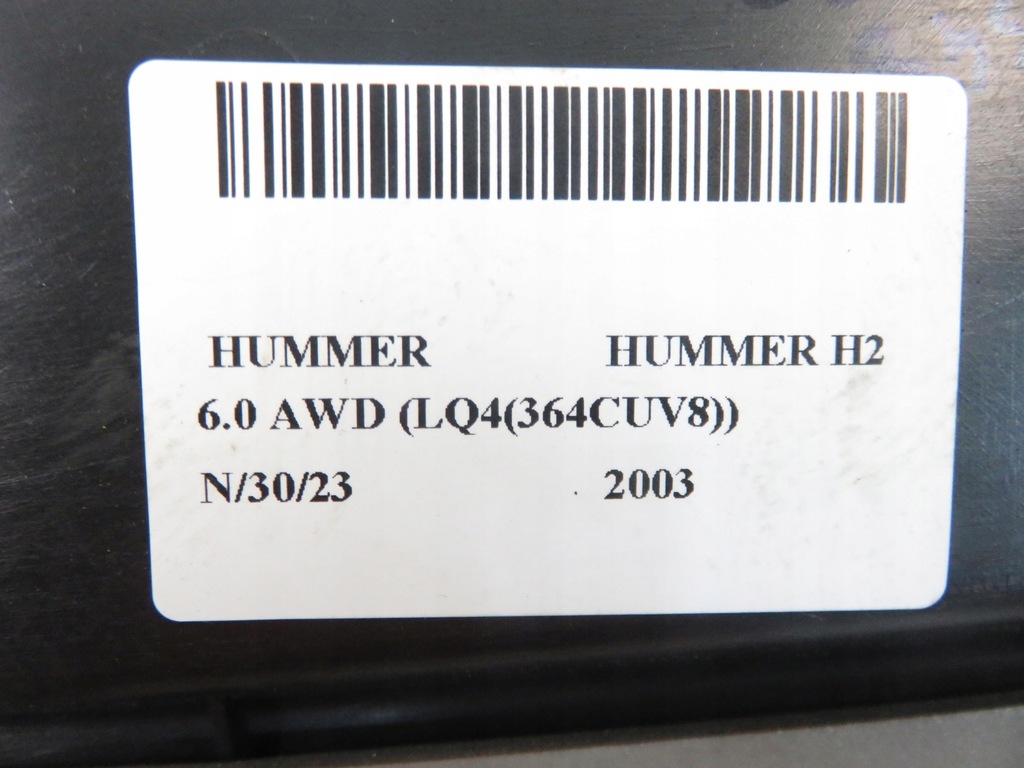 HUMMER HUMMER H2
6.0 AWD (LQ4(364CUV8))
N/30/23 2003